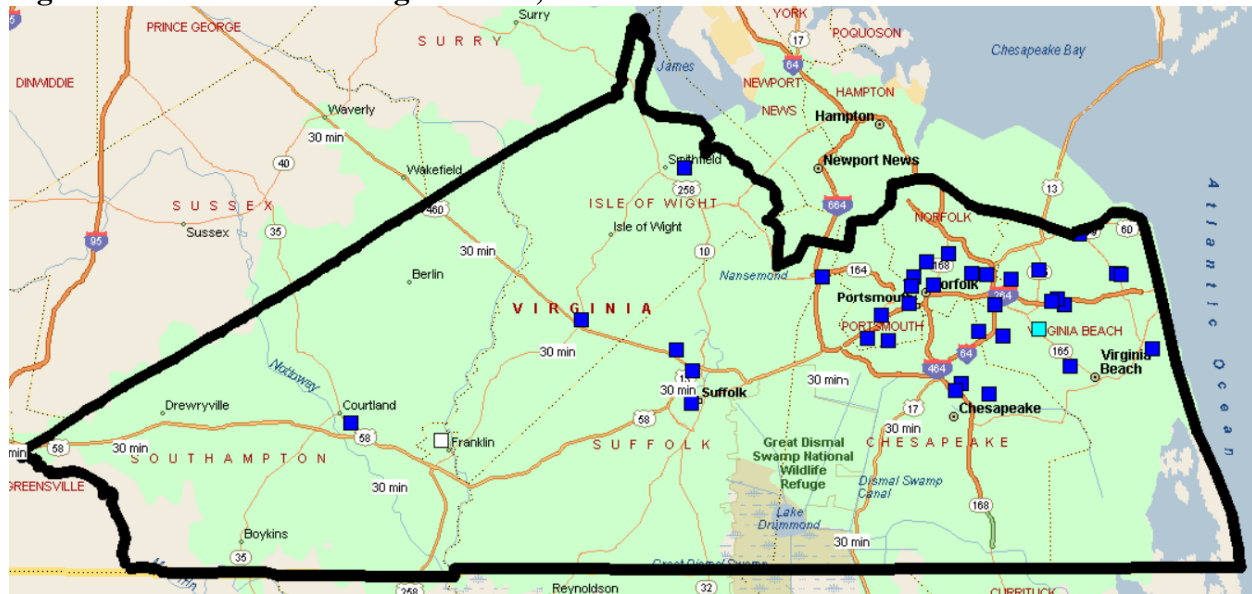 Surry
YORK
PRINCE GEORGE
17
POQUOSON
SURRY
Chesapeake Bay
James
64
DINWIDDIE
NEWPORT
NEWS
HAMPTON
Waverly
Hampton
30 min
40
Smithfield
Newport News
Wakefield
258
13
460
ISLE OF WIGHT
664
SUSSEX
NORFOLK
Atlantic Ocean
Sussex
35
Isle of Wight
60
95
30 min
10
Berlin
Nansemond
164
168
Norfolk
264
VIRGINIA
Portsmouth
PORTSMOUTH
VIRGINIA BEACH
30 min
64
165
Virginia
Beach
Nottoway
464
30 min
30 min
Suffolk
Drewryville
Courtland
17
Chesapeake
58
30 min
58
Franklin
SUFFOLK
30 min
CHESAPEAKE
58
SOUTHAMPTON
Great Dismal
Swamp National
Wildlife
Refuge
GREENSVILLE
30 min
Dismal Swamp
Canal
Lake
Drummond
168
Boykins
35
30 min
Reynoldson
32
258
CURRITUCK